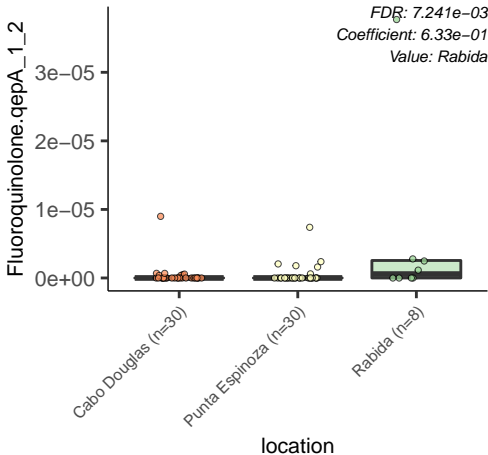 FDR: 7.241e-03
Coefficient: 6.33e-01
Value: Rabida
Fluoroquinolone.qepA_1_2
3e-05
2e-05
1e-05
0e+00
Cabo Douglas (n=30)
Punta Espinoza (n=30)
Rabida (n=8)
location